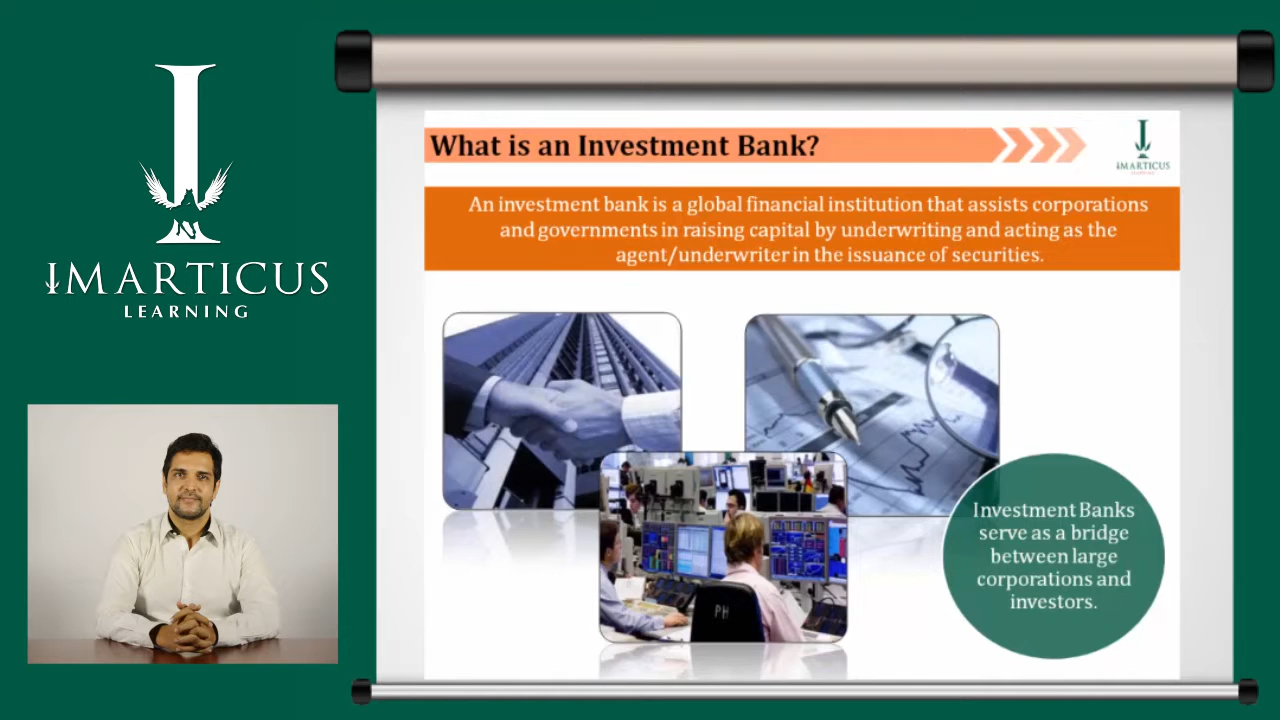 IMARTICUS
LEARNING
What is an Investment Bank?
IMARTICUS
An investment bank is a global financial institution that assists corporations
and governments in raising capital by underwriting and acting as the
agent/underwriter in the issuance of securities.
PH
Investment Banks
serve as a bridge
between large
corporations and
investors.